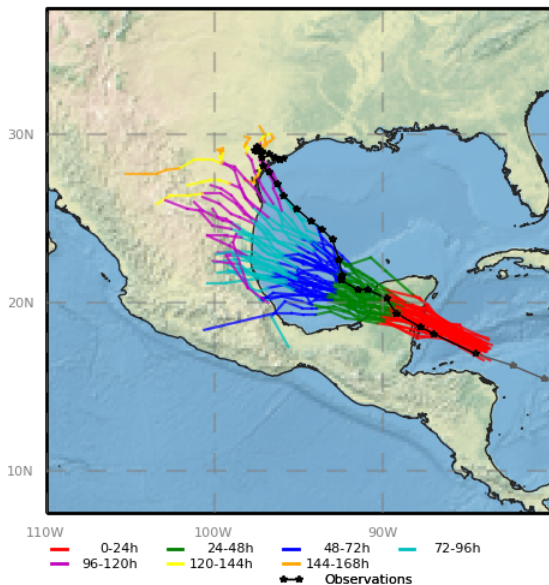 30N
20N
10N
110W 100W 90W
0-24h 24-48h 48-72h 72-96h
96-120h 120-144h 144-168h
Observations